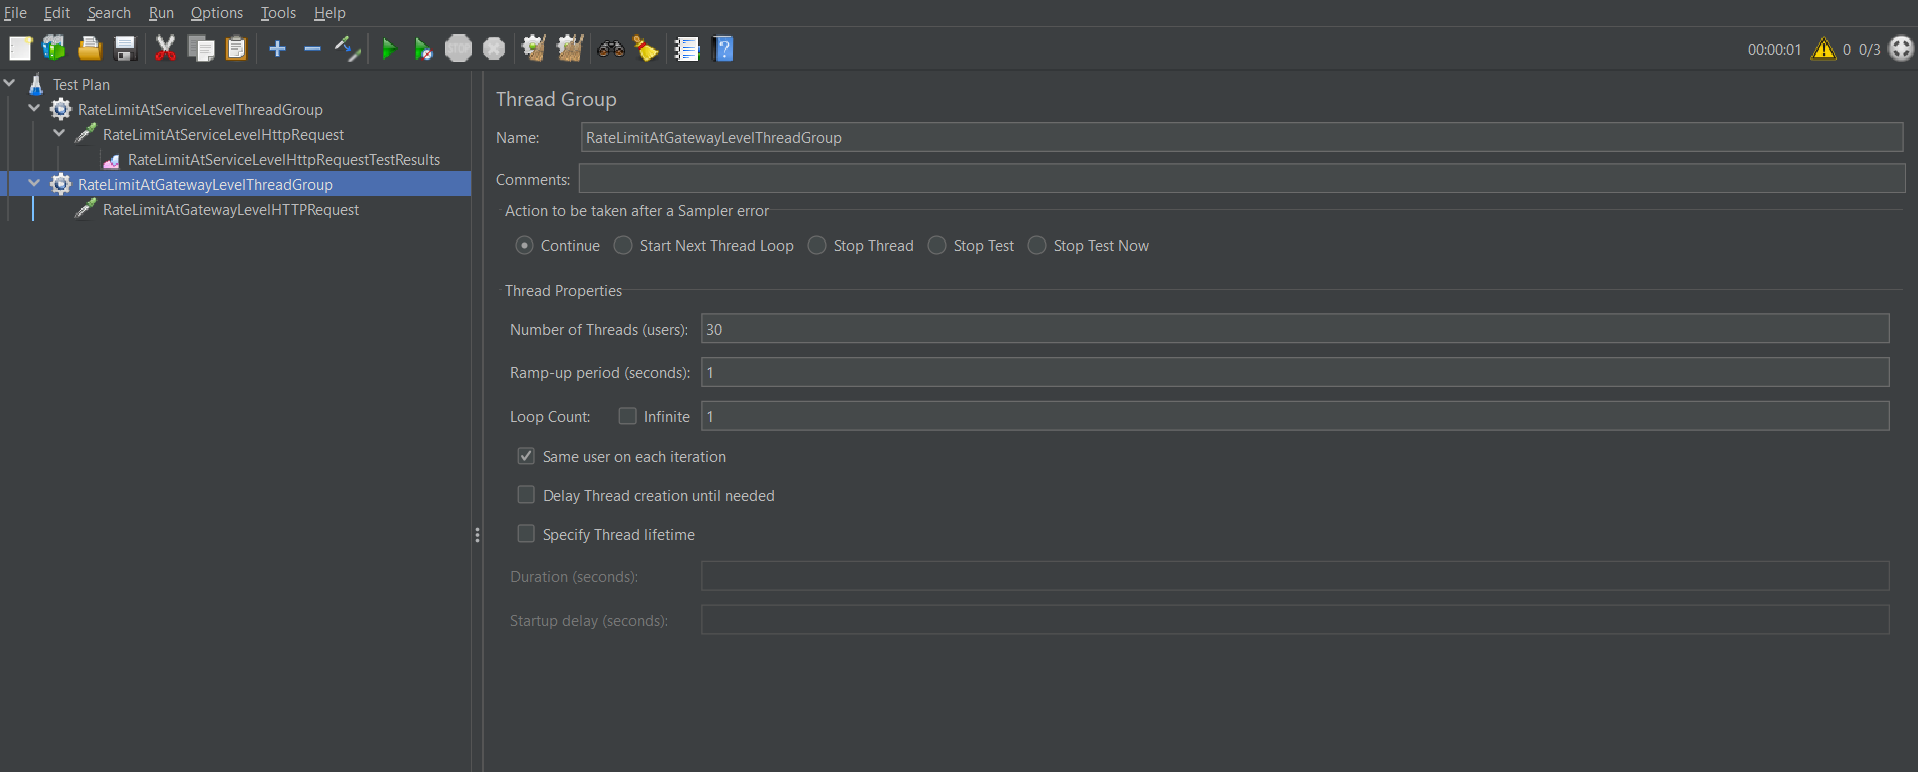 File Edit Search Run Options Tools Help
STOP 00:00:01 0 0/3
Test Plan
RateLimitAtServiceLevelThreadGroup
RateLimitAtServiceLevelHttpRequest
RateLimitAtServiceLevelHttpRequestTestResults
RateLimitAtGatewayLevelThreadGroup
RateLimitAtGatewayLevelHTTPRequest
Thread Group
Name: RateLimitAtGatewayLevelThreadGroup
Comments:
Action to be taken after a Sampler error
Continue Start Next Thread Loop Stop Thread Stop Test Stop Test Now
Thread Properties
Number of Threads (users): 30
Ramp-up period (seconds): 1
Loop Count: Infinite 1
Same user on each iteration
Delay Thread creation until needed
Specify Thread lifetime
Duration (seconds):
Startup delay (seconds):